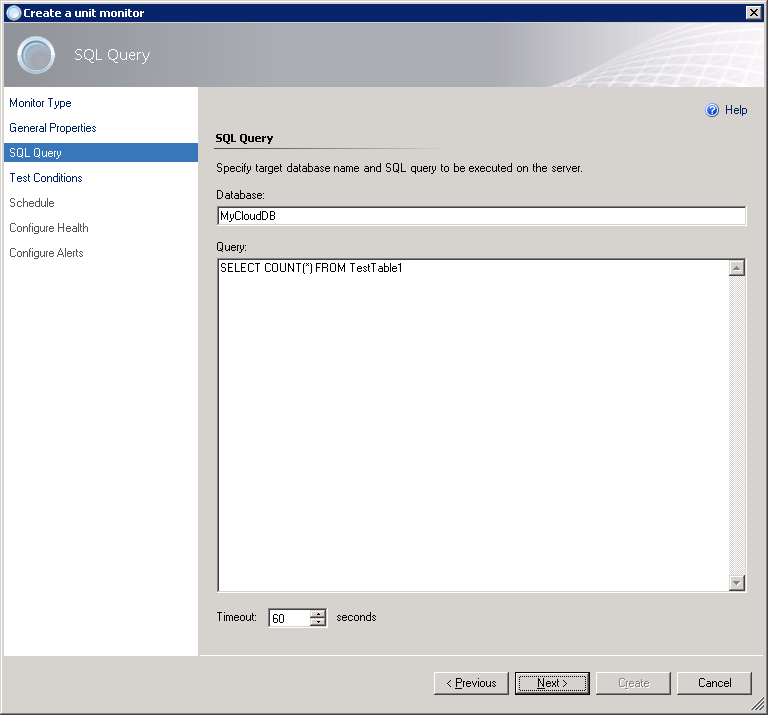 Create a unit monitor
SQL Query
Monitor Type
General Properties
SQL Query
Test Conditions
Schedule
Configure Health
Configure Alerts
Help
SQL Query
Specify target database name and SQL query to be executed on the server.
Database:
MyCloudDB
Query:
SELECT COUNT(*) FROM TestTable1
Timeout: 60 seconds
< Previous Next > Create Cancel